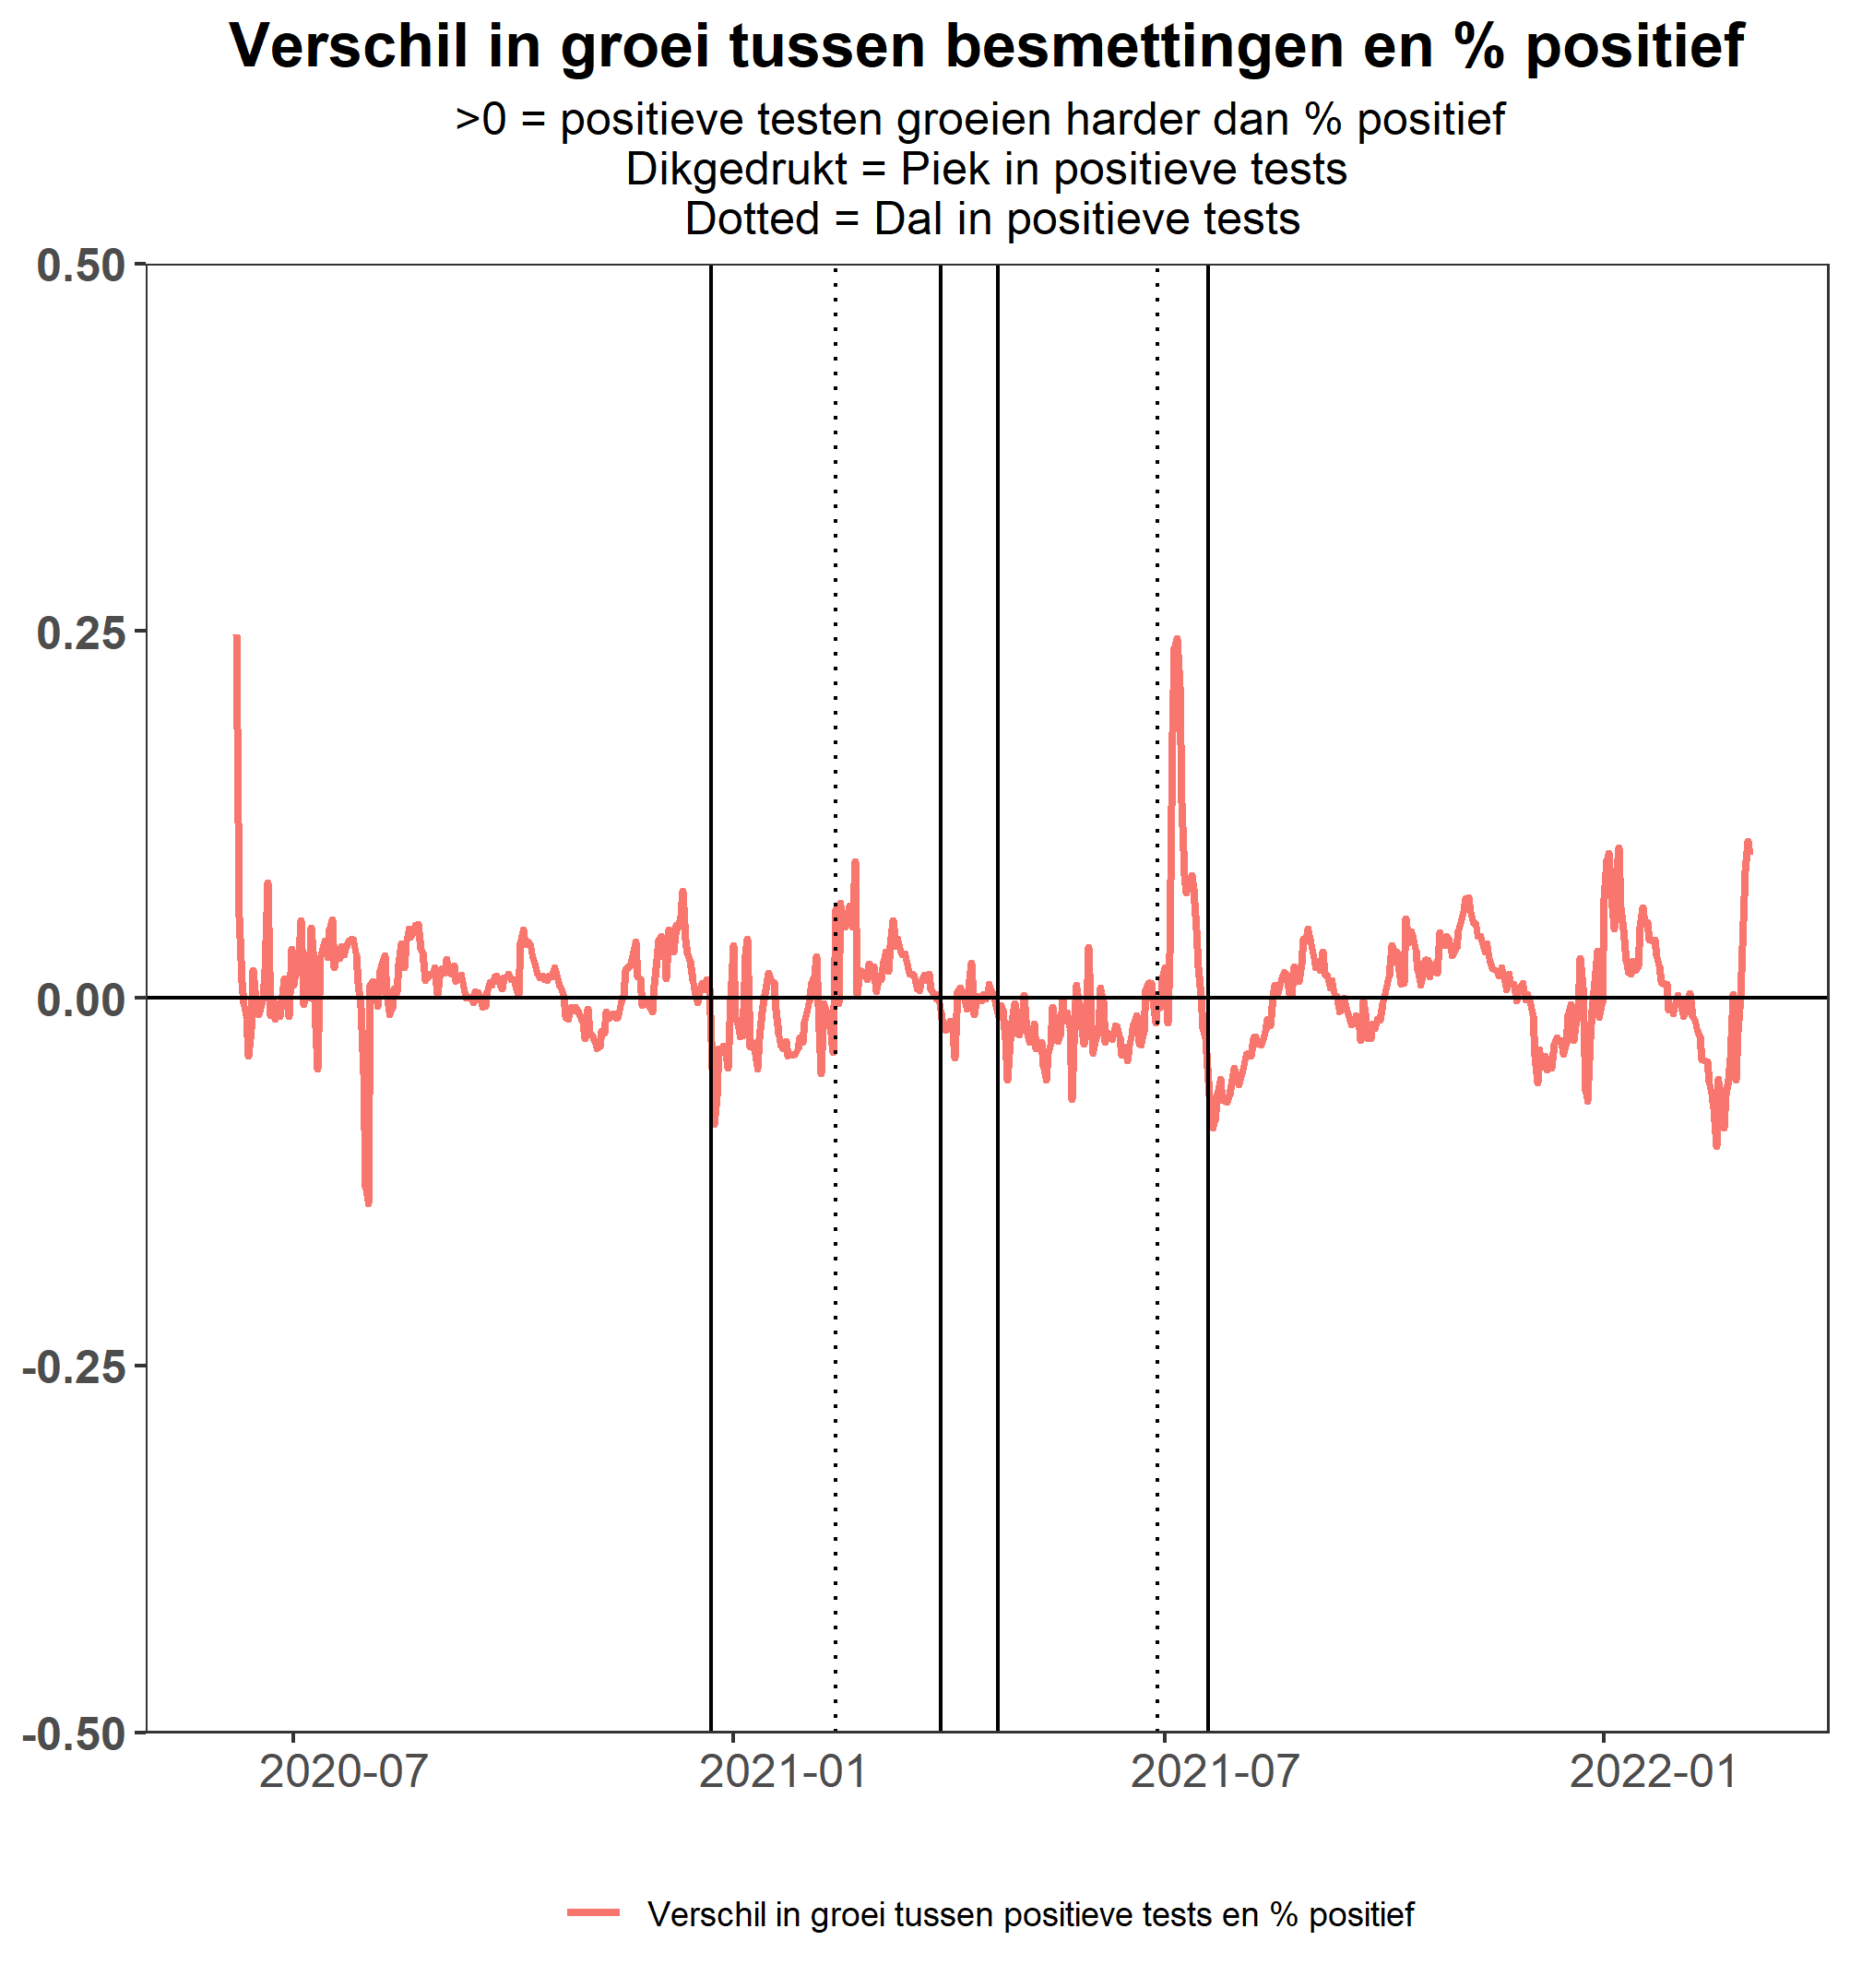 Verschil in groei tussen besmettingen en % positief
>0 = positieve testen groeien harder dan % positief
Dikgedrukt = Piek in positieve tests
Dotted = Dal in positieve tests
0.50
0.25
0.00
-0.25
-0.50
2020-07 2021-01 2021-07 2022-01
Verschil in groei tussen positieve tests en % positief